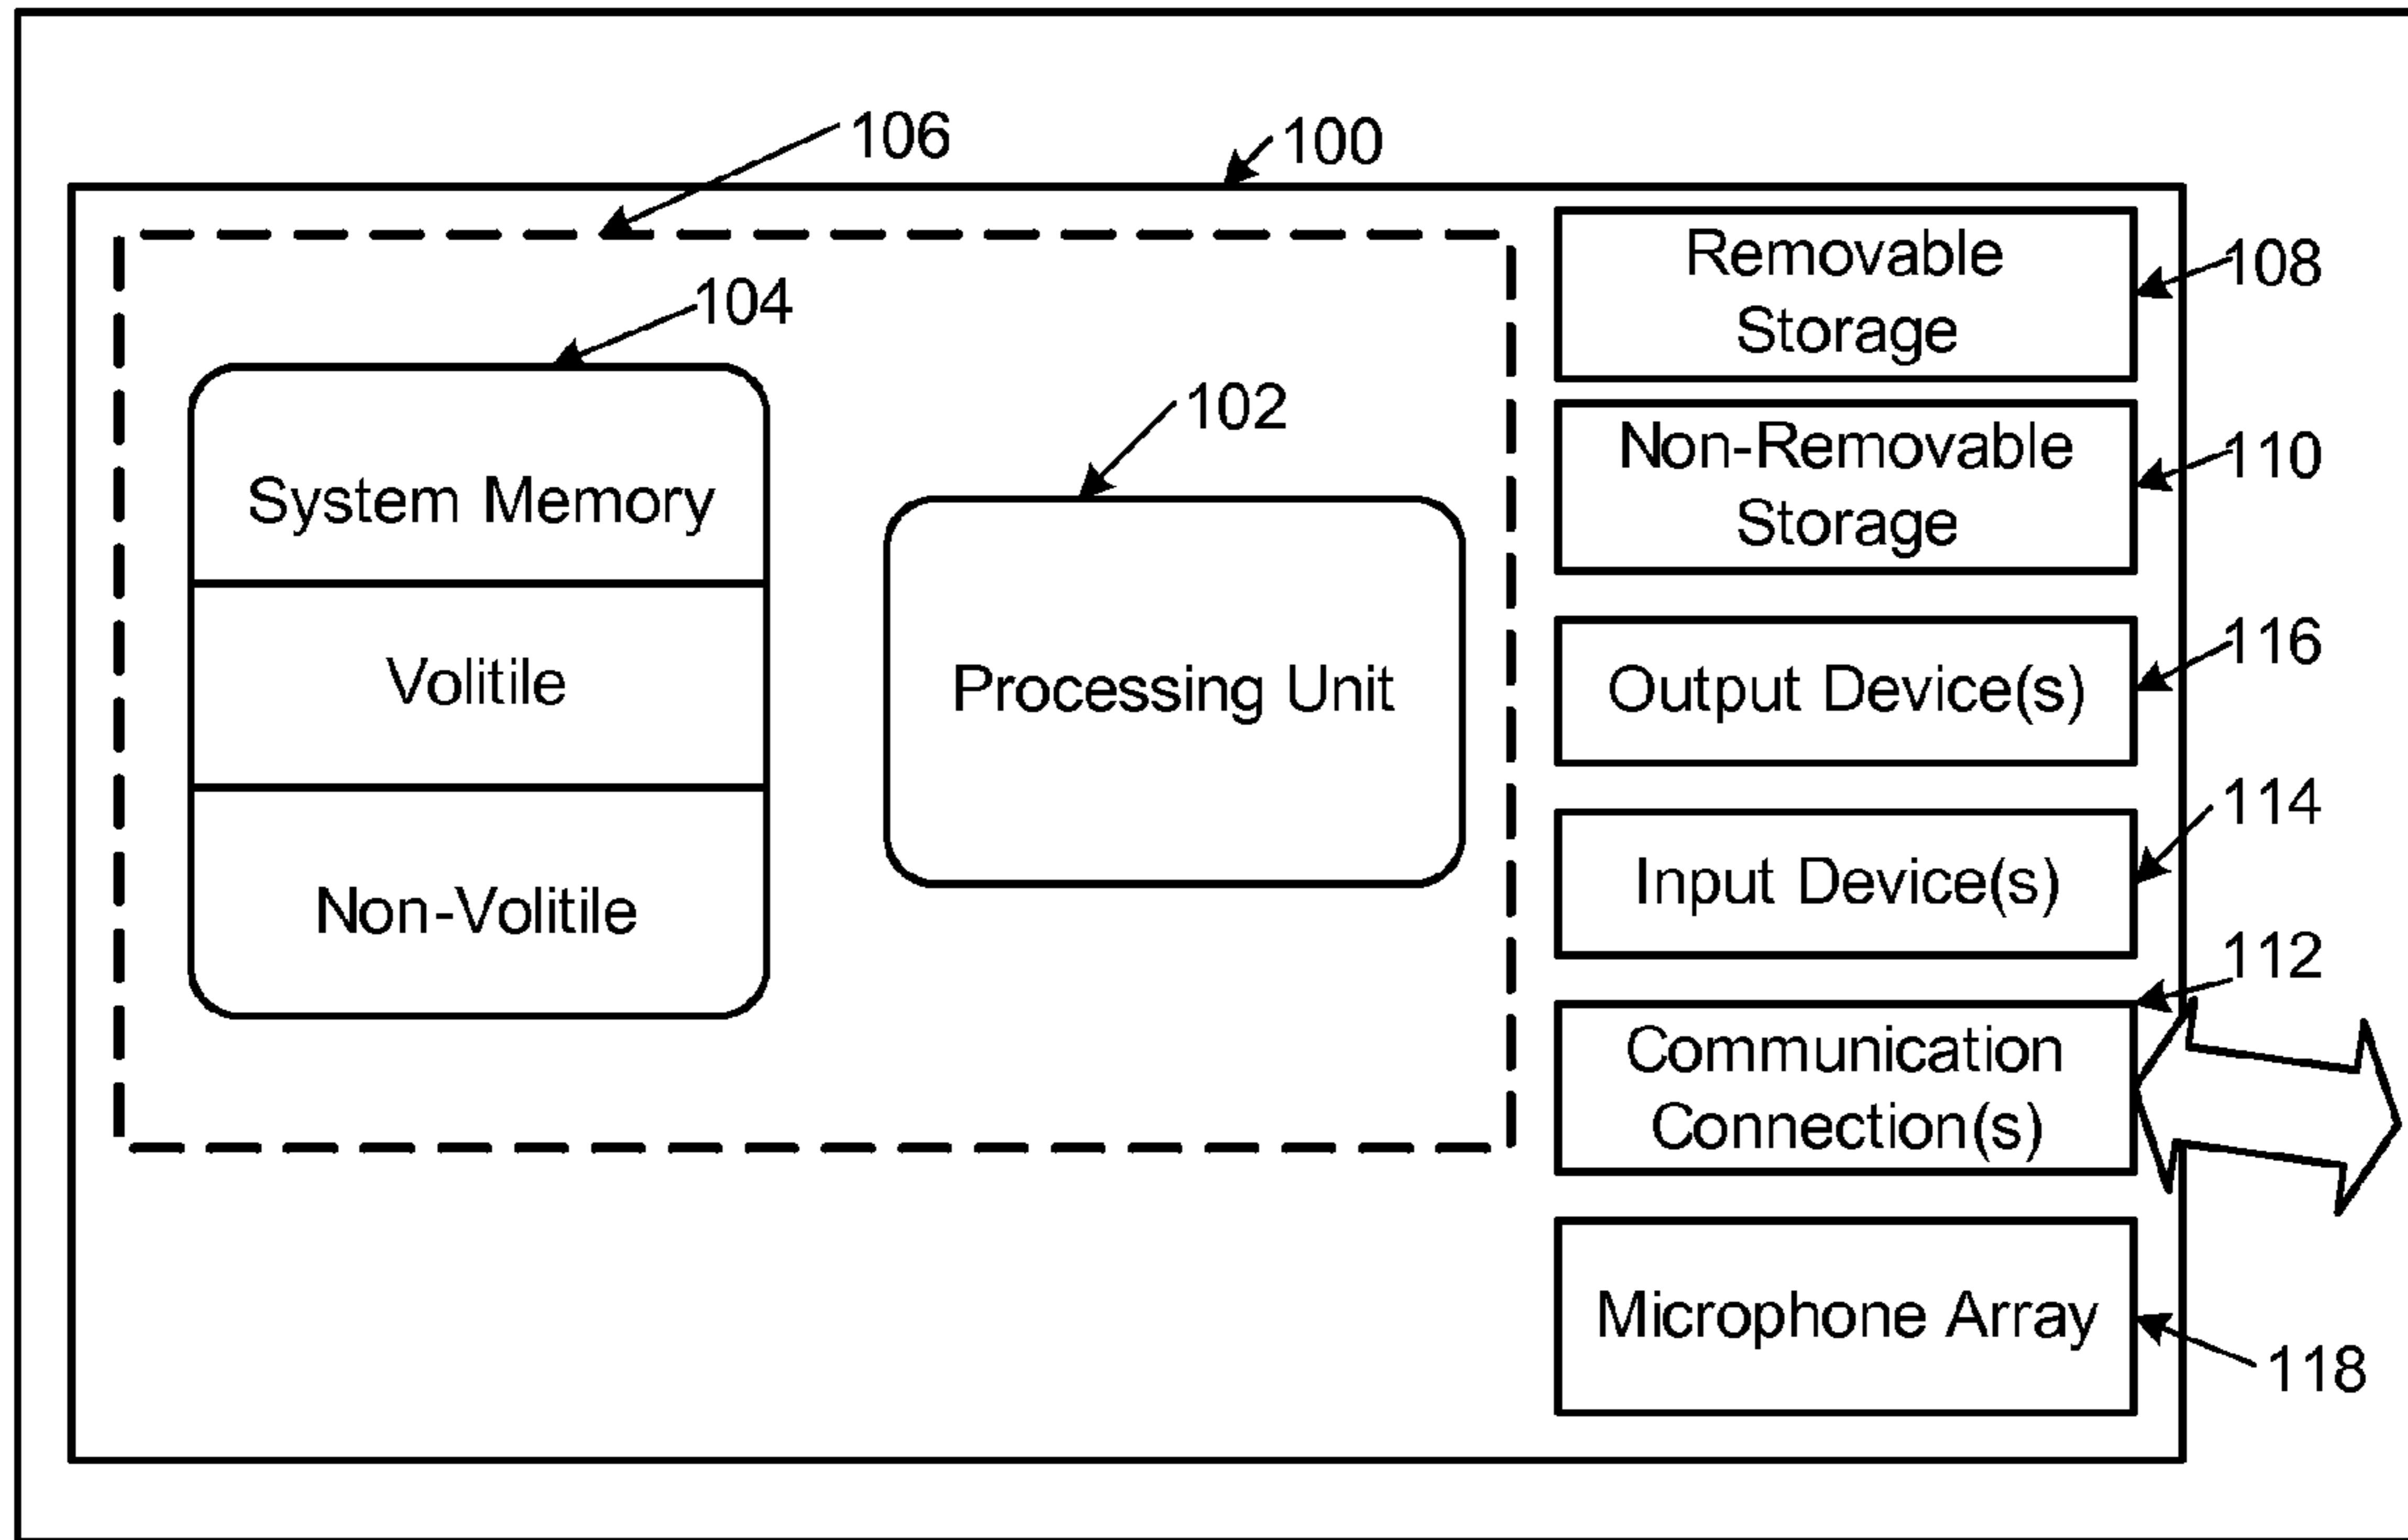 106
100
104
102
System Memory
Volitile
Non-Volitile
Processing Unit
Removable
Storage
108
Non-Removable
Storage
110
Output Device(s)
116
Input Device(s)
114
112
Communication
Connection(s)
Microphone Array
118